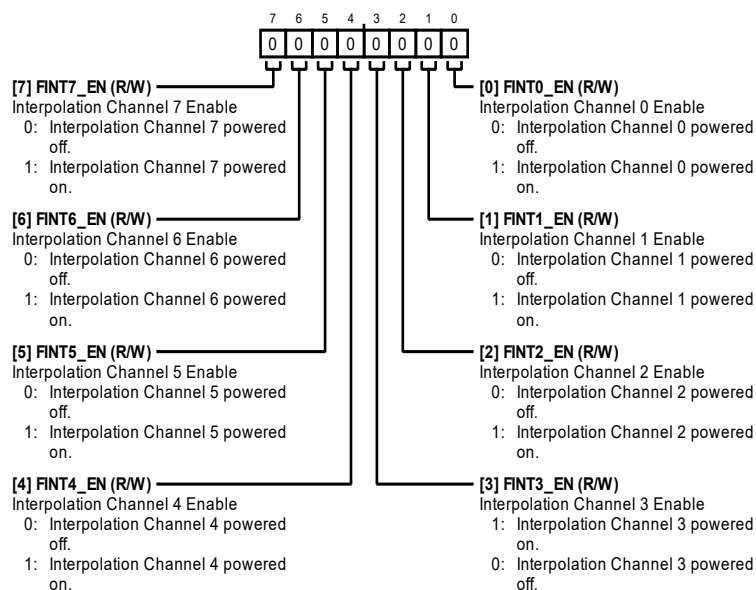 7 6 5 4 3 2 1 0
0 0 0 0 0 0 0 0
[7] FINT7_EN (R/W)
Interpolation Channel 7 Enable
0: Interpolation Channel 7 powered
off.
1: Interpolation Channel 7 powered
on.
[6] FINT6_EN (R/W)
Interpolation Channel 6 Enable
0: Interpolation Channel 6 powered
off.
1: Interpolation Channel 6 powered
on.
[5] FINT5_EN (R/W)
Interpolation Channel 5 Enable
0: Interpolation Channel 5 powered
off.
1: Interpolation Channel 5 powered
on.
[4] FINT4_EN (R/W)
Interpolation Channel 4 Enable
0: Interpolation Channel 4 powered
off.
1: Interpolation Channel 4 powered
on.
[0] FINT0_EN (R/W)
Interpolation Channel 0 Enable
0: Interpolation Channel 0 powered
off.
1: Interpolation Channel 0 powered
on.
[1] FINT1_EN (R/W)
Interpolation Channel 1 Enable
0: Interpolation Channel 1 powered
off.
1: Interpolation Channel 1 powered
on.
[2] FINT2_EN (R/W)
Interpolation Channel 2 Enable
0: Interpolation Channel 2 powered
off.
1: Interpolation Channel 2 powered
on.
[3] FINT3_EN (R/W)
Interpolation Channel 3 Enable
1: Interpolation Channel 3 powered
on.
0: Interpolation Channel 3 powered
off.